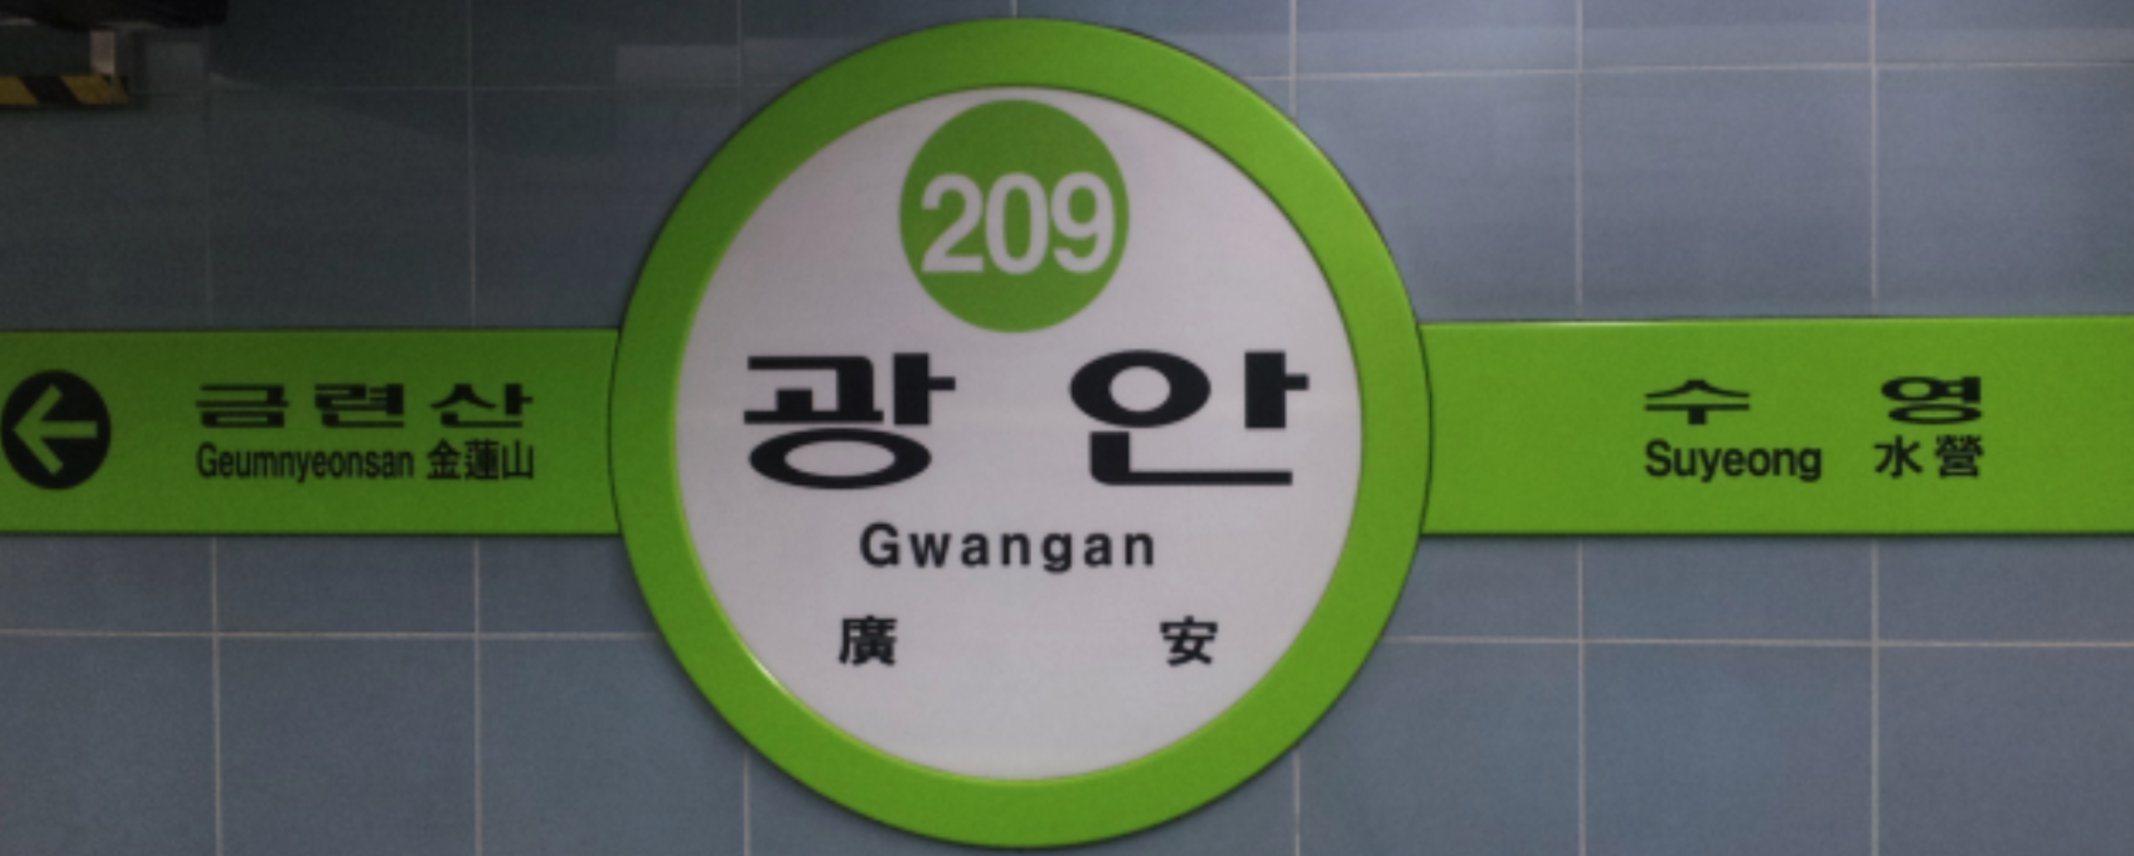 209
광안
Gwangan
廣安
금련산
Geumnyeonsan 金蓮山
수영
Suyeong 水營